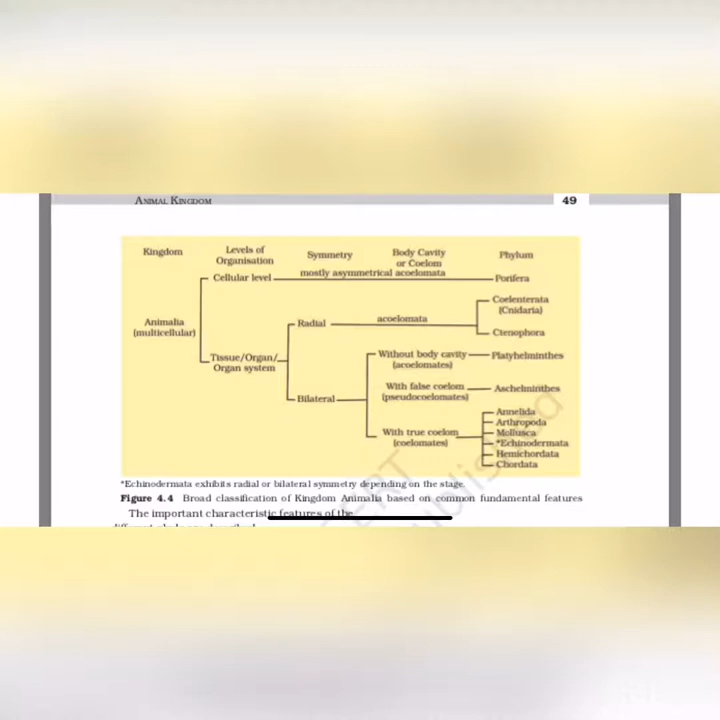 ANIMAL KINGDOM 49
Kingdom Levels of Organisation Symmetry Body Cavity or Coelom Phylum
Cellular level mostly asymmetrical acoelomata Porifera
Animalia (multicellular)
Radial acoelomata Coelenterata (Cnidaria)
Ctenophora
Tissue/Organ/ Organ system
Without body cavity (acoelomates) Platyhelminthes
With false coelom (pseudocoelomates) Aschelminthes
Bilateral
With true coelom (coelomates)
Annelida
Arthropoda
Mollusca
*Echinodermata
Hemichordata
Chordata
*Echinodermata exhibits radial or bilateral symmetry depending on the stage.
Figure 4.4 Broad classification of Kingdom Animalia based on common fundamental features
The important characteristic features of the